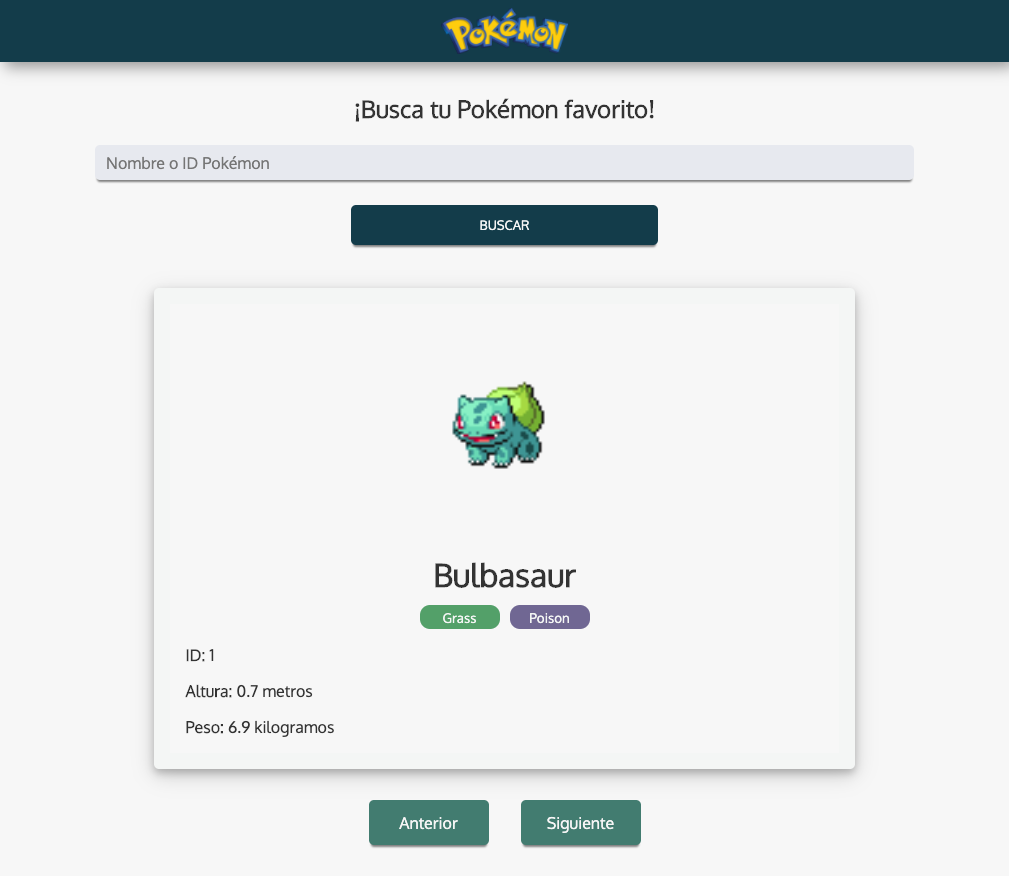 POKéMON
¡Busca tu Pokémon favorito!
Nombre o ID Pokémon
BUSCAR
Bulbasaur
Grass Poison
ID: 1
Altura: 0.7 metros
Peso: 6.9 kilogramos
Anterior Siguiente